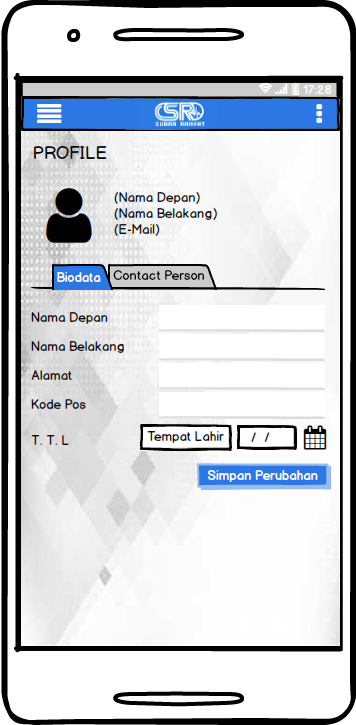 17:28
CSR
SUARA RAKYAT
PROFILE
(Nama Depan)
(Nama Belakang)
(E-Mail)
Biodata Contact Person
Nama Depan
Nama Belakang
Alamat
Kode Pos
T. T. L Tempat Lahir / /
Simpan Perubahan